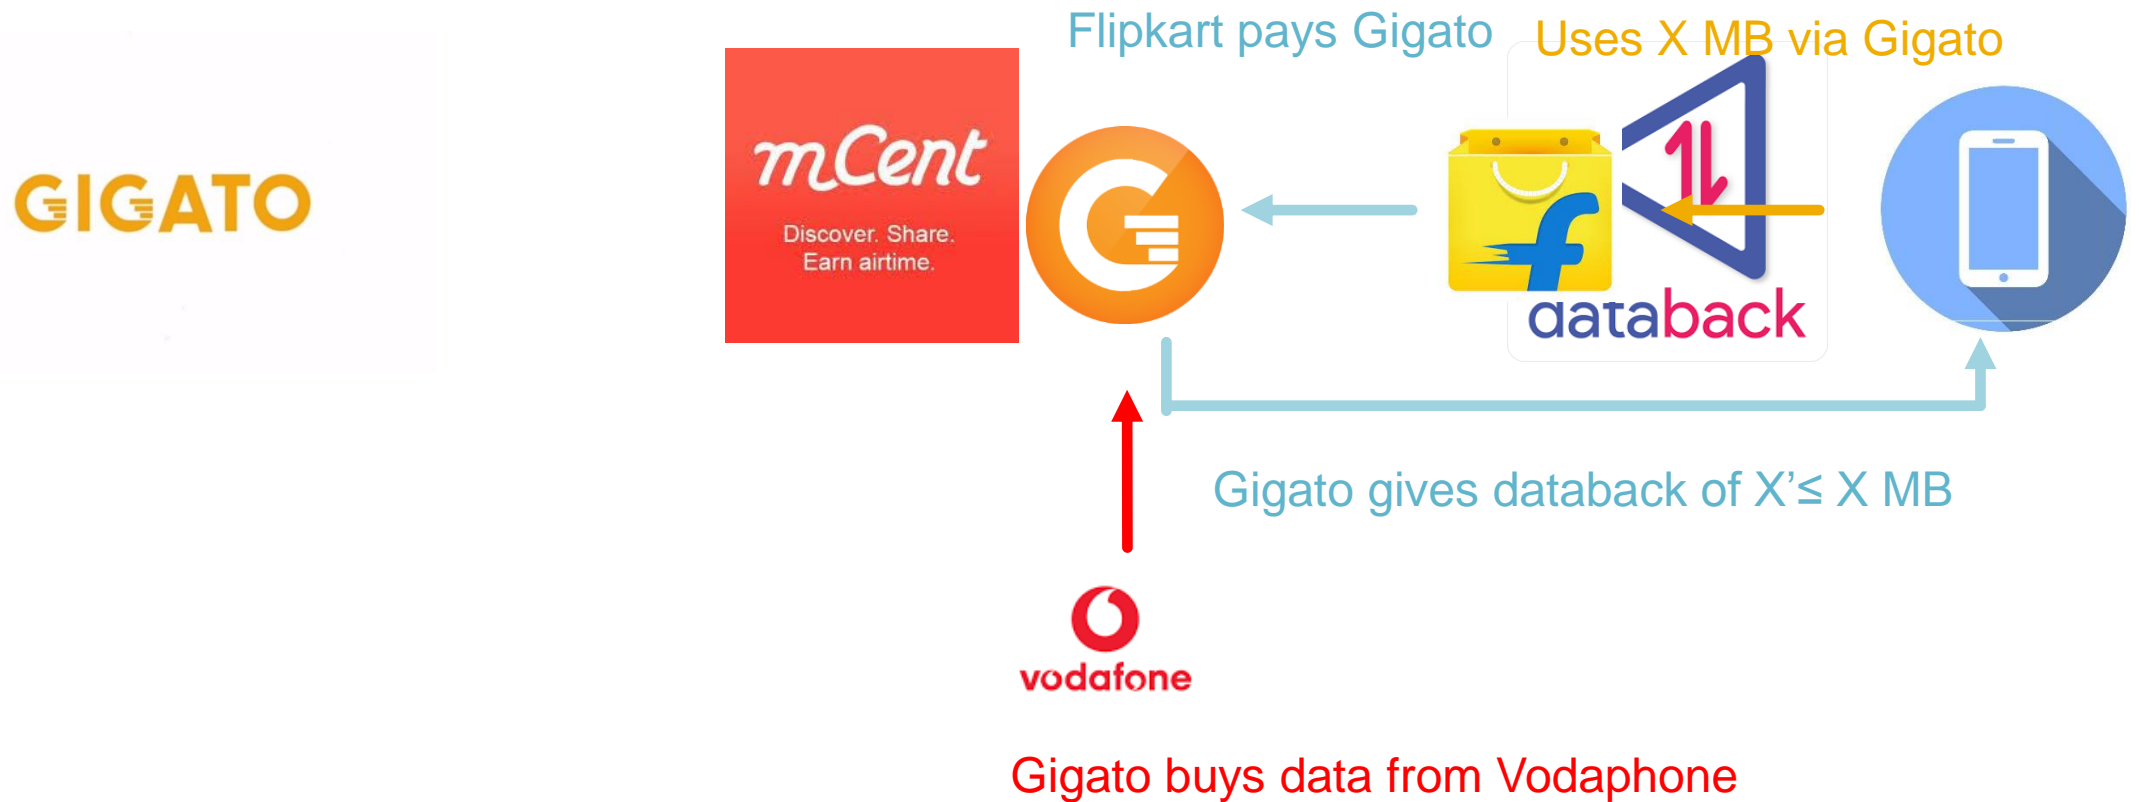 Flipkart pays Gigato
Uses X MB via Gigato
GIGATO
mCent
Discover. Share.
Earn airtime.
databack
Gigato gives databack of X’≤ X MB
vodafone
Gigato buys data from Vodaphone